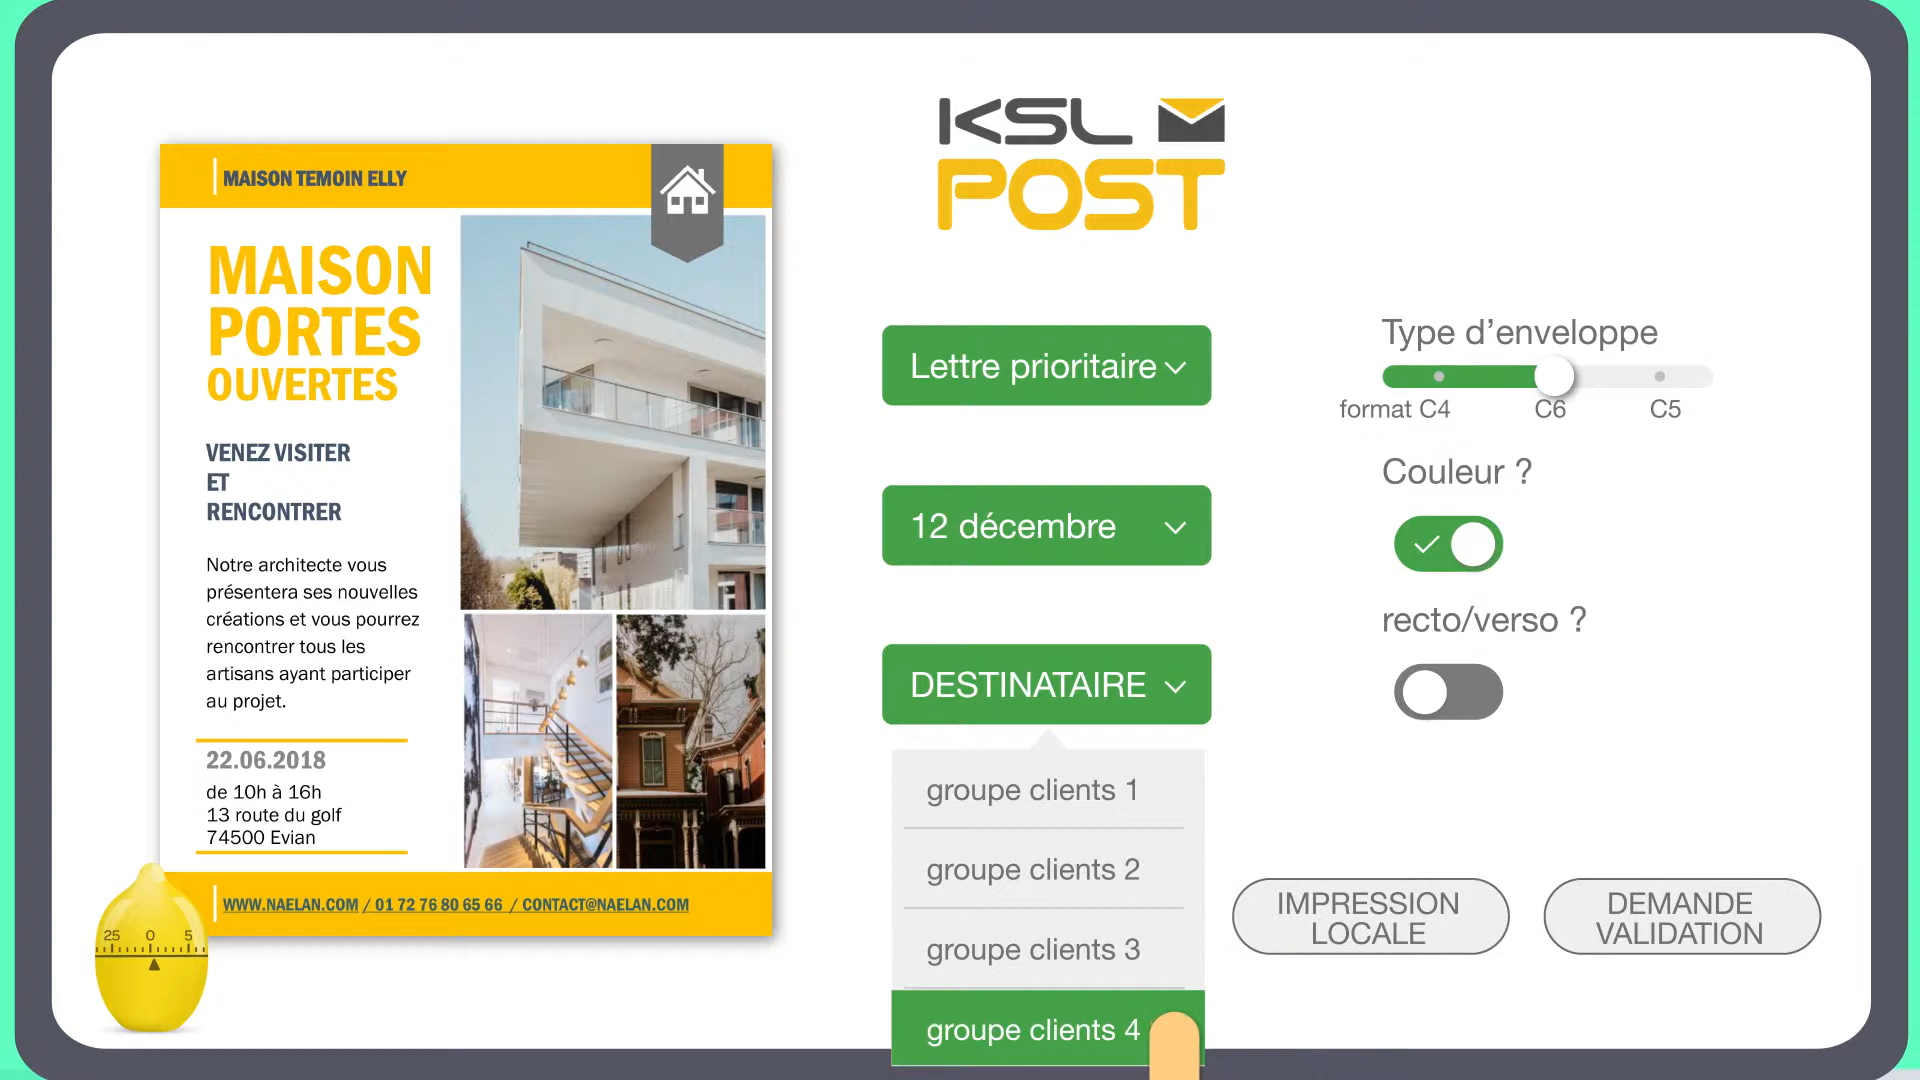 MAISON TEMOIN ELLY
MAISON
PORTES
OUVERTES
VENEZ VISITER
ET
RENCONTRER
Notre architecte vous
présentera ses nouvelles
créations et vous pourrez
rencontrer tous les
artisans ayant participer
au projet.
22.06.2018
de 10h à 16h
13 route du golf
74500 Evian
WWW.NAELAN.COM / 01 72 76 80 65 66 / CONTACT@NAELAN.COM
25 0 5
KSL
POST
Lettre prioritaire
12 décembre
DESTINATAIRE
groupe clients 1
groupe clients 2
groupe clients 3
groupe clients 4
Type d’enveloppe
format C4 C6 C5
Couleur ?
recto/verso ?
IMPRESSION
LOCALE
DEMANDE
VALIDATION